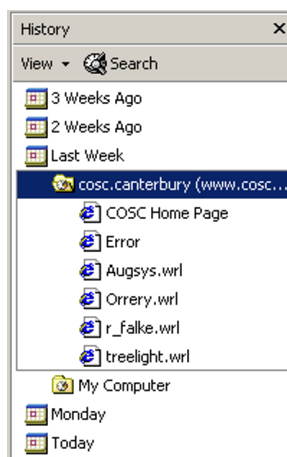 History
View Search
3 Weeks Ago
2 Weeks Ago
Last Week
cosc.canterbury (www.cosc...
COSC Home Page
Error
Augsys.wrl
Orrery.wrl
r_falke.wrl
treelight.wrl
My Computer
Monday
Today